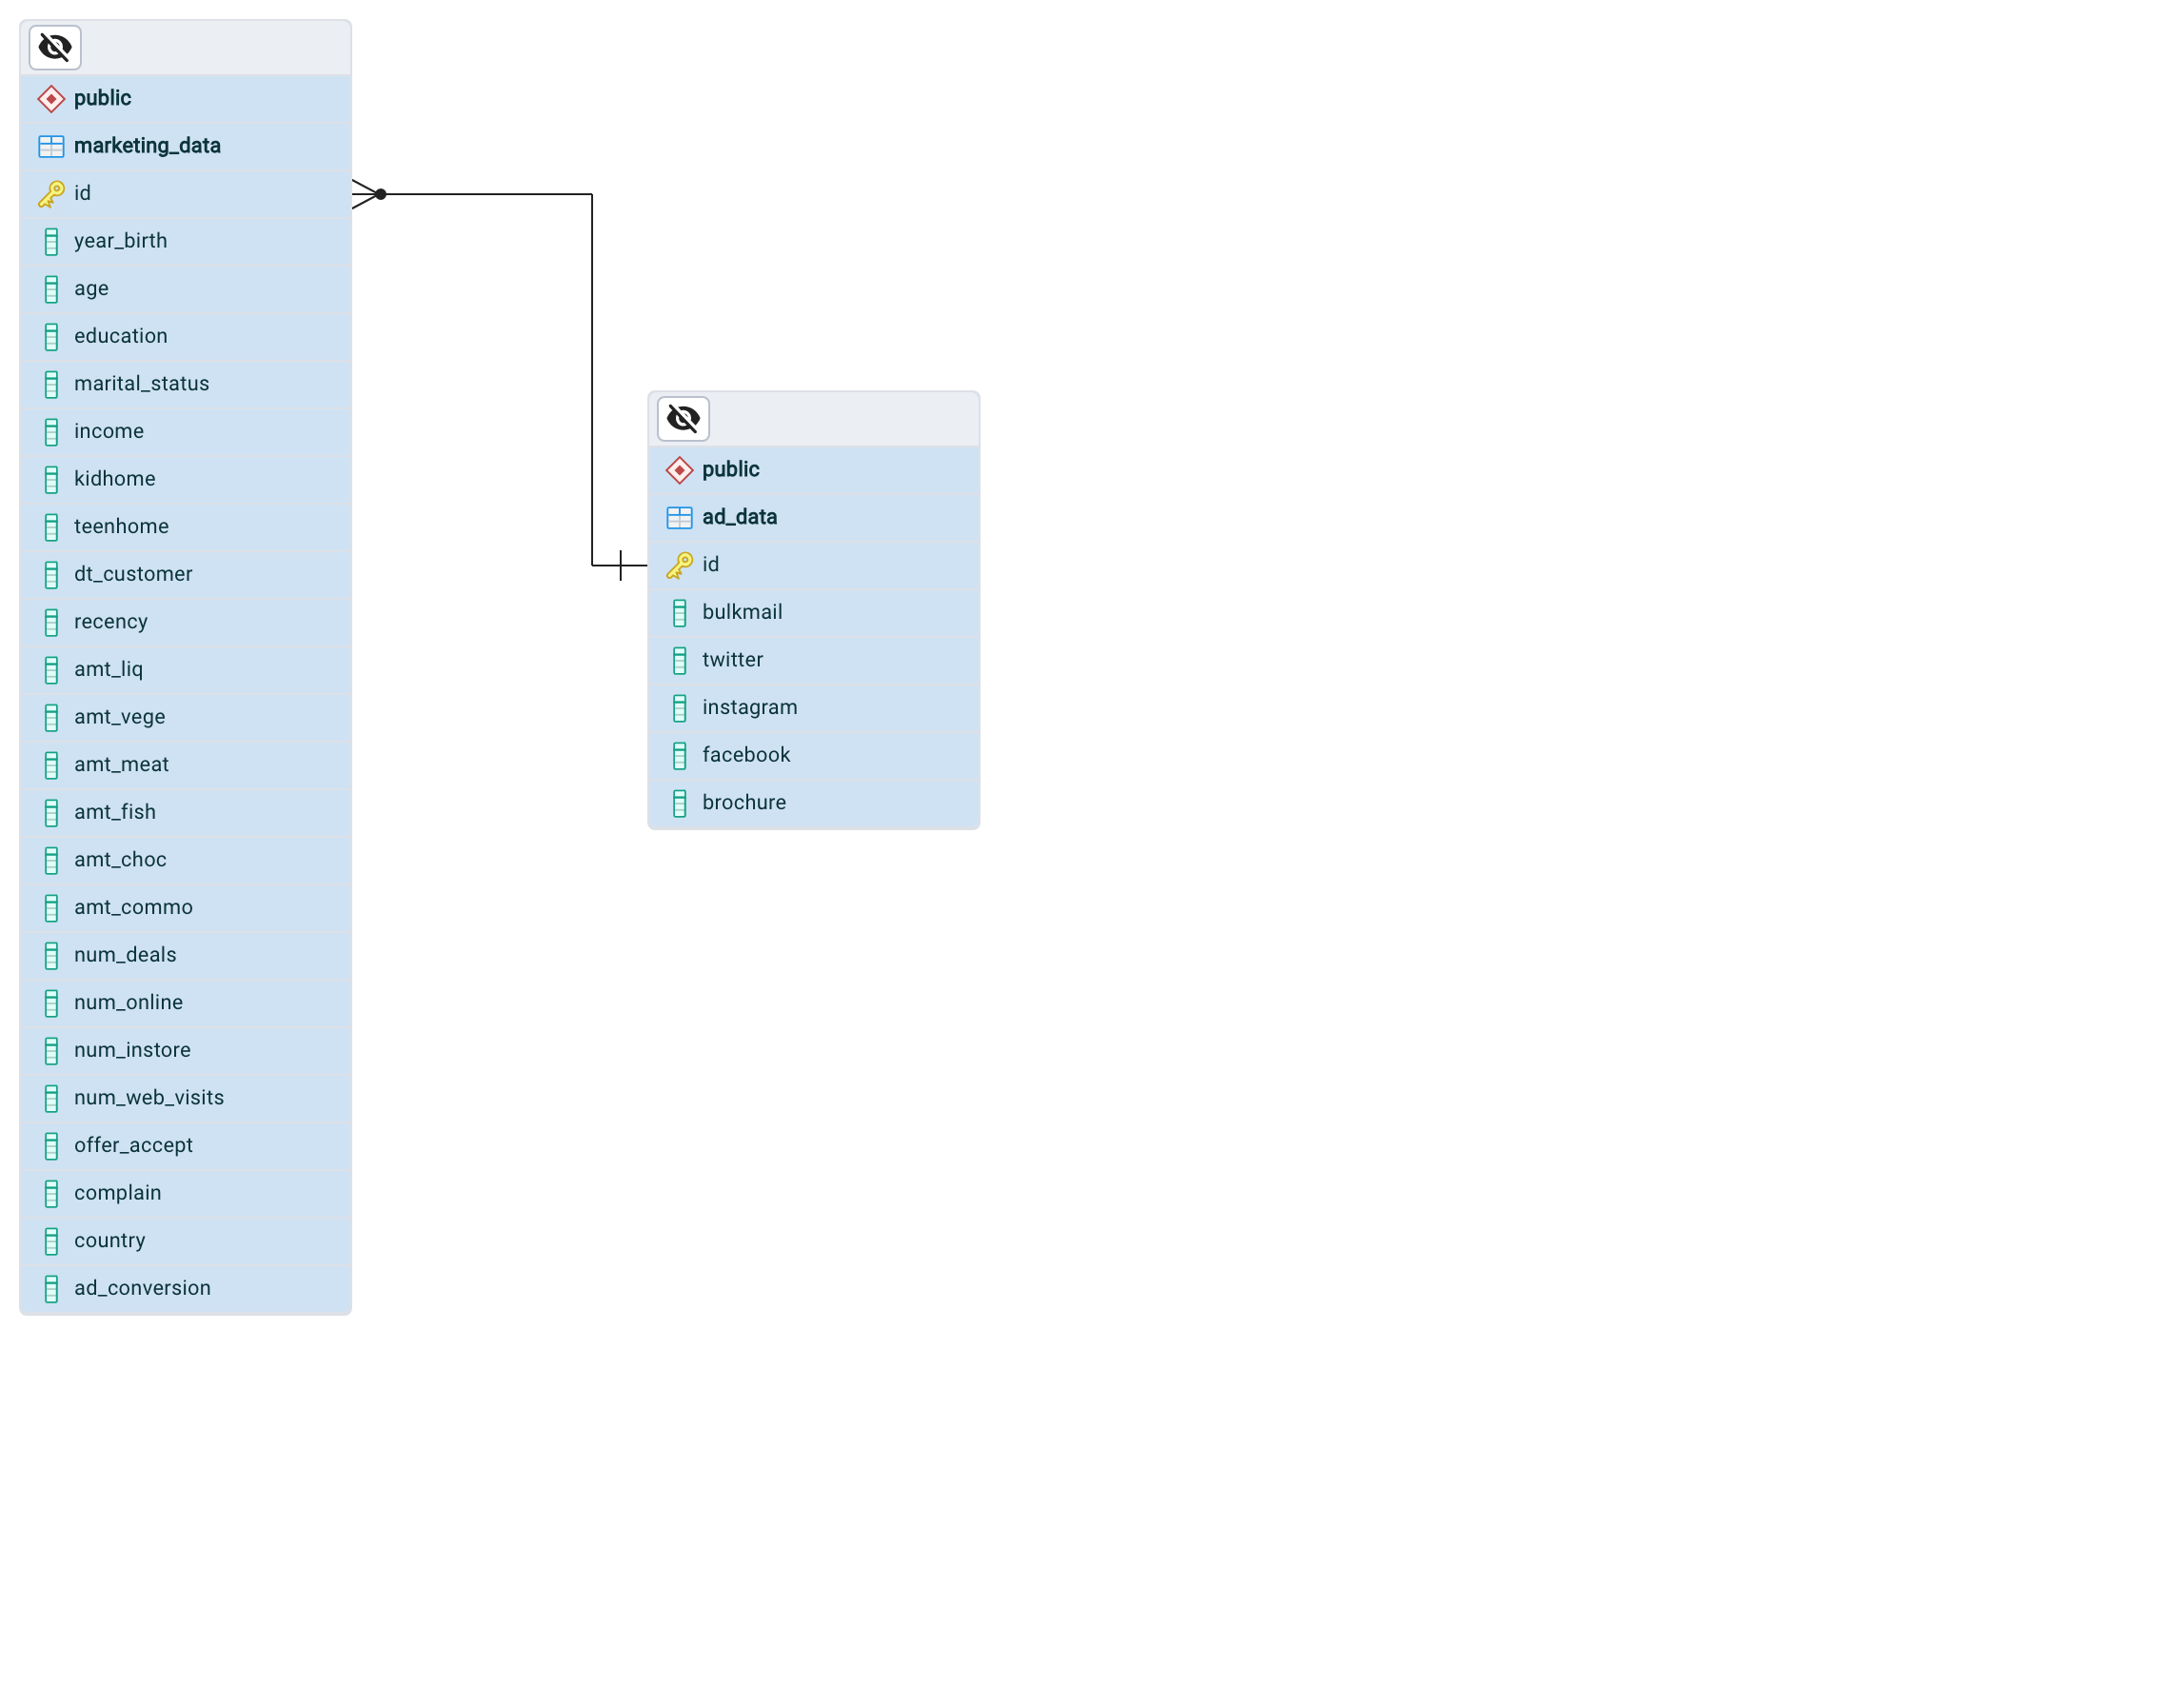 public
marketing_data
id
year_birth
age
education
marital_status
income
kidhome
teenhome
dt_customer
recency
amt_liq
amt_vege
amt_meat
amt_fish
amt_choc
amt_commo
num_deals
num_online
num_instore
num_web_visits
offer_accept
complain
country
ad_conversion
public
ad_data
id
bulkmail
twitter
instagram
facebook
brochure